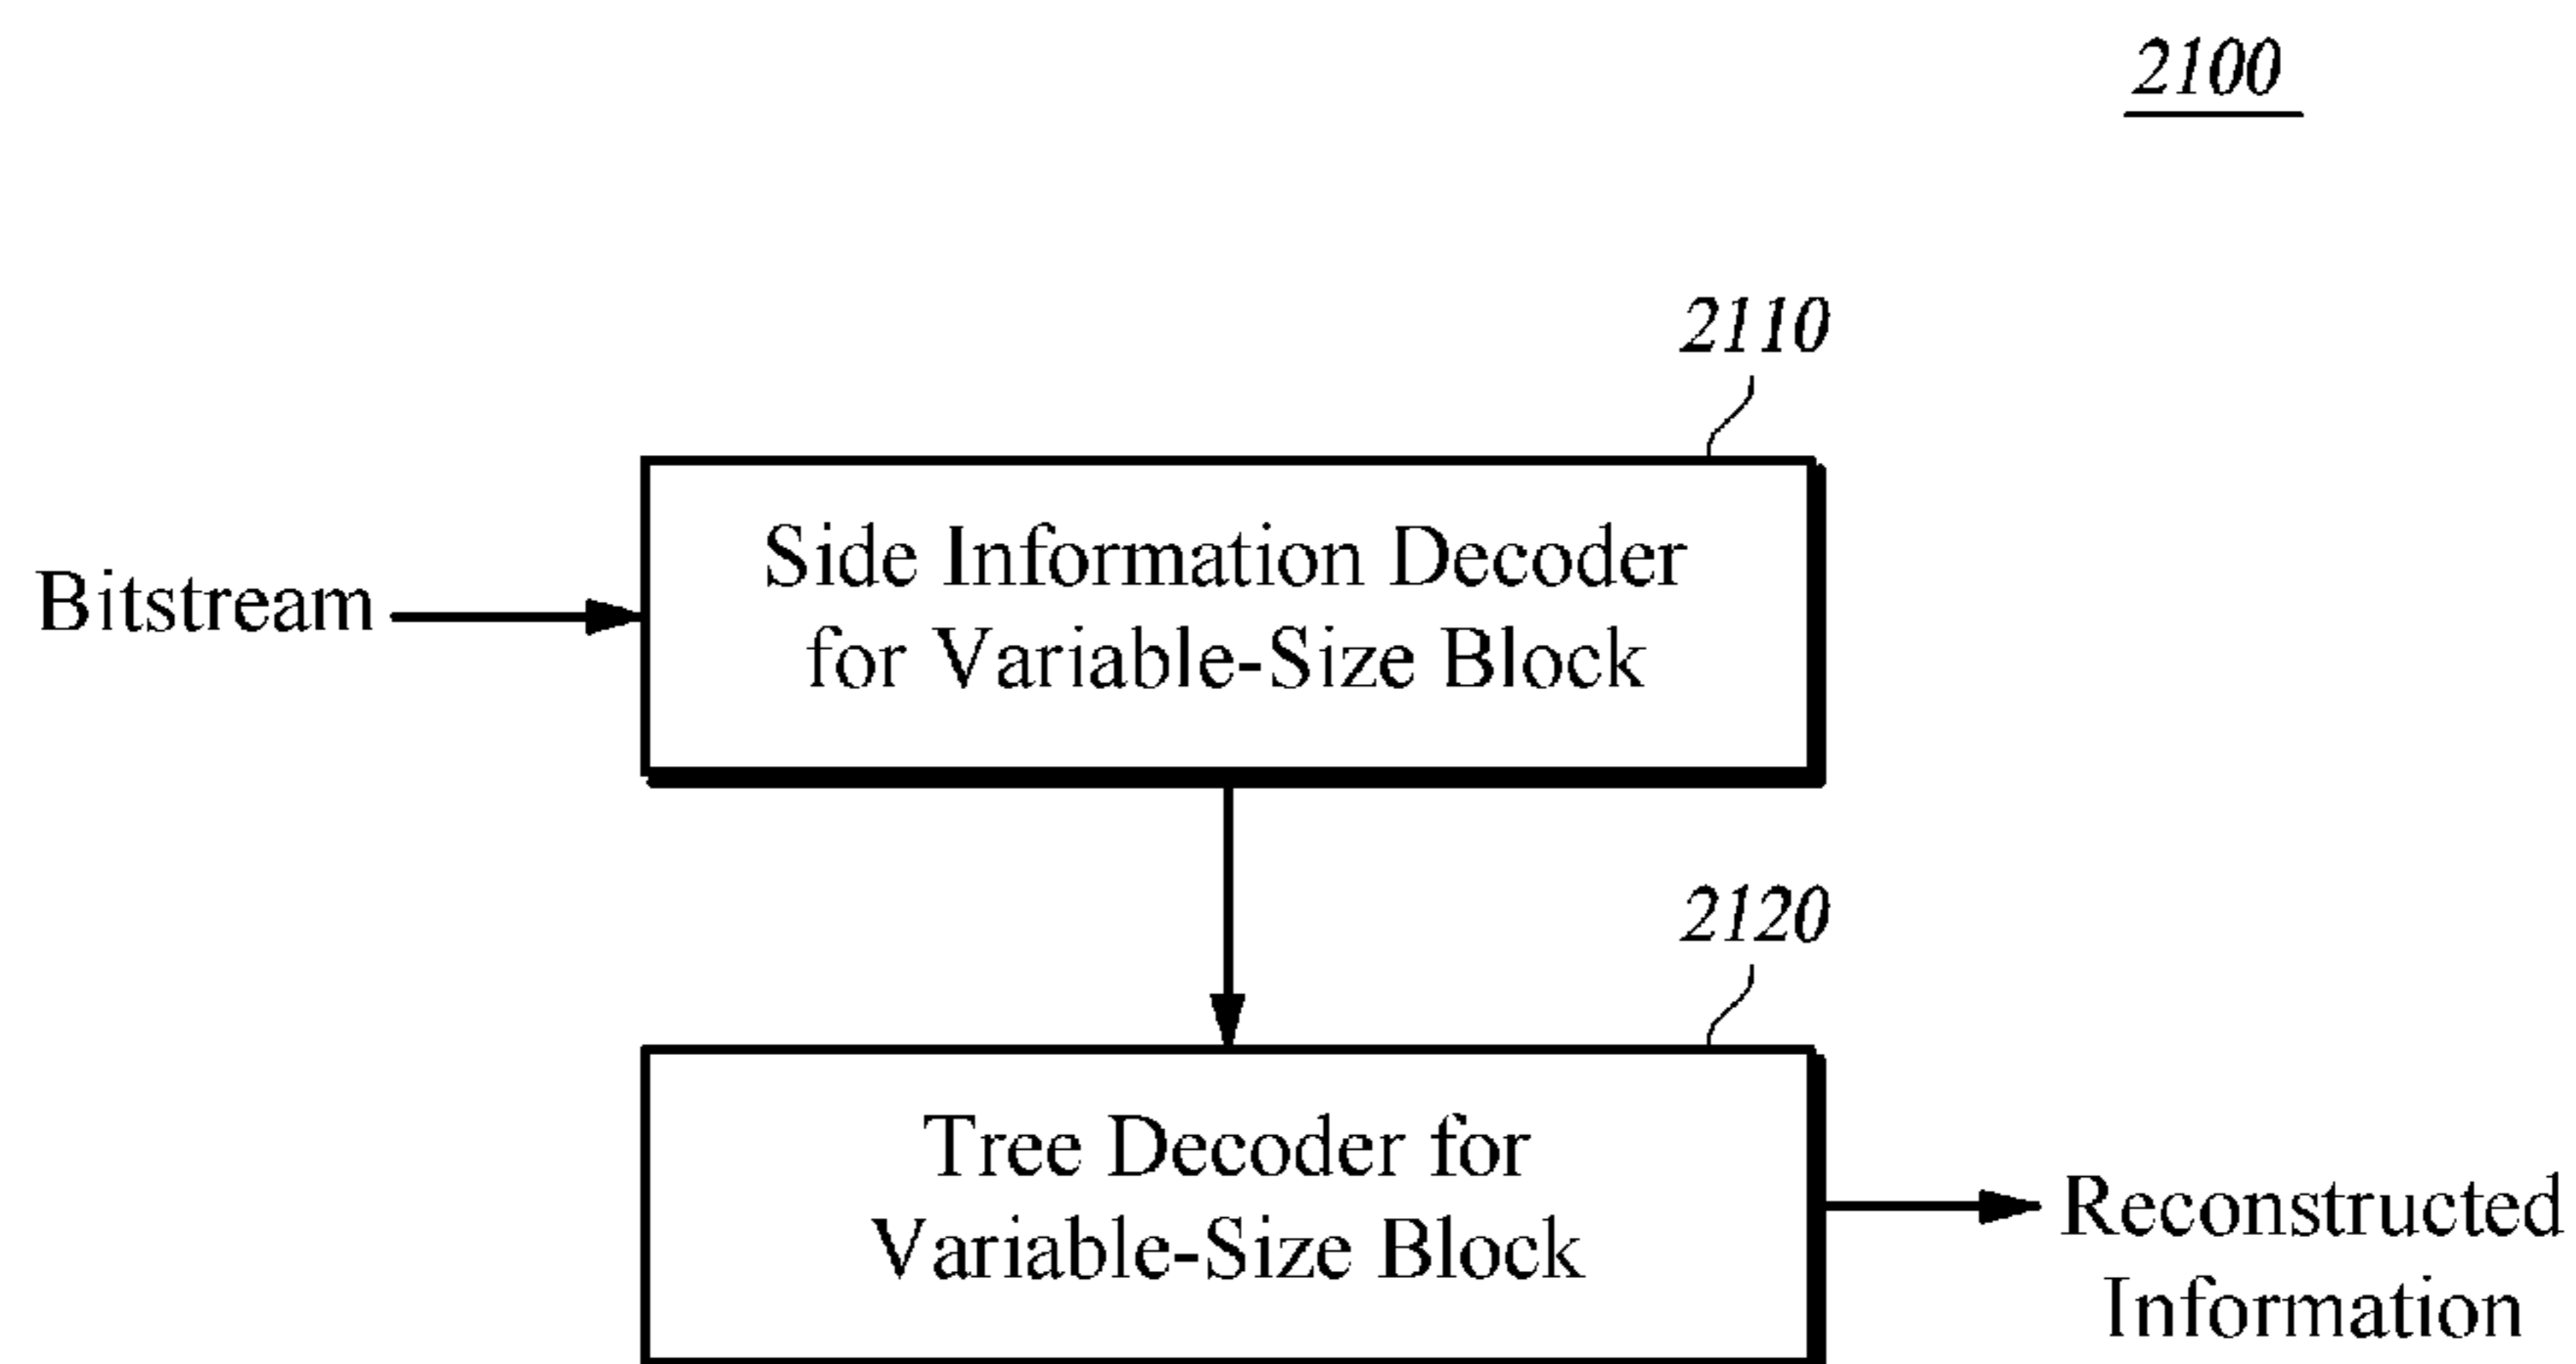 2100
2110
Side Information Decoder
for Variable-Size Block
Bitstream
2120
Tree Decoder for
Variable-Size Block
Reconstructed
Information